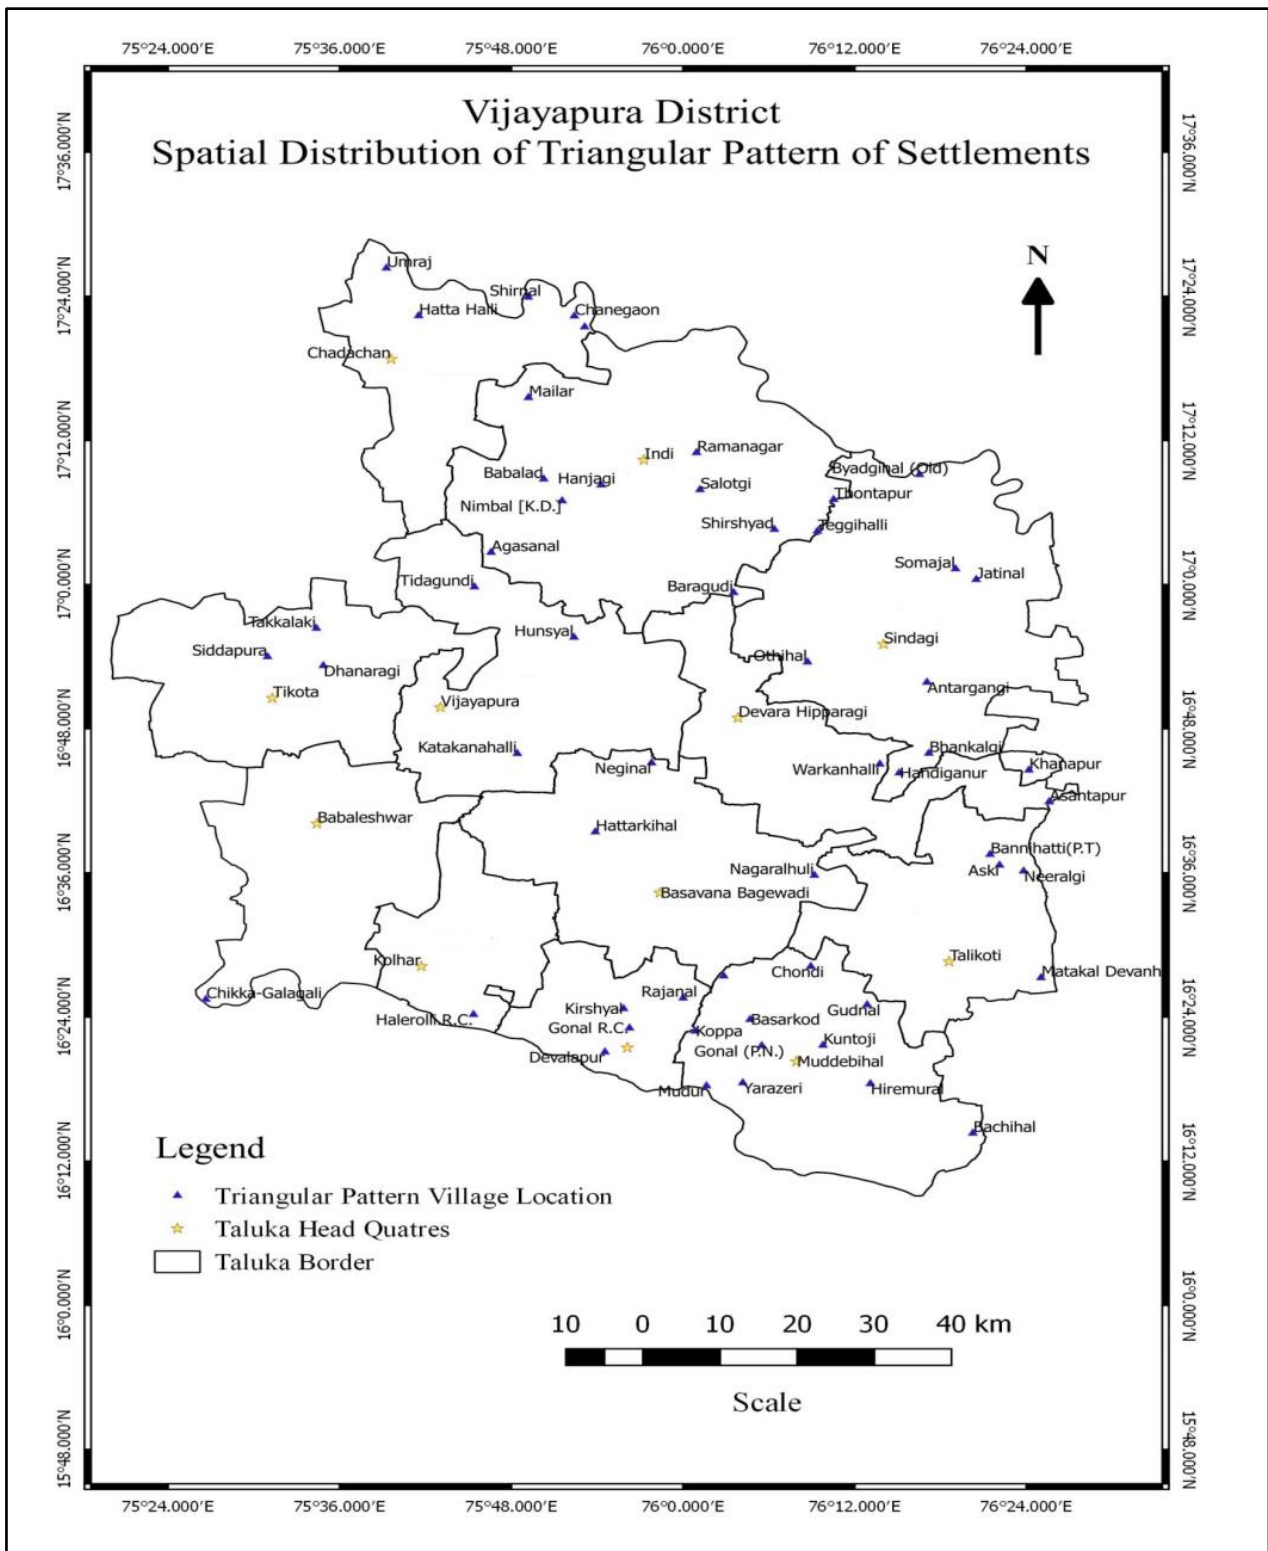 75°24.000′E 75°36.000′E 75°48.000′E 76°0.000′E 76°12.000′E 76°24.000′E
Vijayapura District
Spatial Distribution of Triangular Pattern of Settlements
17°36.000′N 17°36.000′N
N
Umraj
17°24.000′N 17°24.000′N
Shirnal
Hatta Halli
Chanegaon
Chadachan
Mailar
17°12.000′N 17°12.000′N
Ramanagar
Indi
Byadginal (Old)
Babalad
Hanjagi
Salotgi
Thontapur
Nimbal [K.D.]
Shirshyad
Teggihalli
Agasanal
Somajal
Jatinal
Tidagundi
Baragudi
17°0.000′N 17°0.000′N
Takkalaki
Hunsyal
Sindagi
Siddapura
Othihal
Dhanaragi
Antargangi
Tikota
Vijayapura
Devara Hipparagi
16°48.000′N 16°48.000′N
Katakanahalli
Bhankalgi
Neginal
Warkanhalli
Handiganur
Khanapur
Asantapur
Babaleshwar
Hattarkihal
Bannihatti(P.T)
Nagaralhuli
Aski
Neeralgi
16°36.000′N 16°36.000′N
Basavana Bagewadi
Kolhar
Talikoti
Chondi
Matakal Devanh
Chikka-Galagali
Rajanal
16°24.000′N 16°24.000′N
Kirshyal
Gudnal
Halerolli R.C.
Gonal R.C.
Koppa
Basarkod
Kuntoji
Devalapur
Gonal (P.N.)
Muddebihal
Mudur
Yarazeri
Hiremural
Bachihal
16°12.000′N 16°12.000′N
Legend
Triangular Pattern Village Location
Taluka Head Quatres
Taluka Border
16°0.000′N 16°0.000′N
10 0 10 20 30 40 km
Scale
15°48.000′N 15°48.000′N
75°24.000′E 75°36.000′E 75°48.000′E 76°0.000′E 76°12.000′E 76°24.000′E